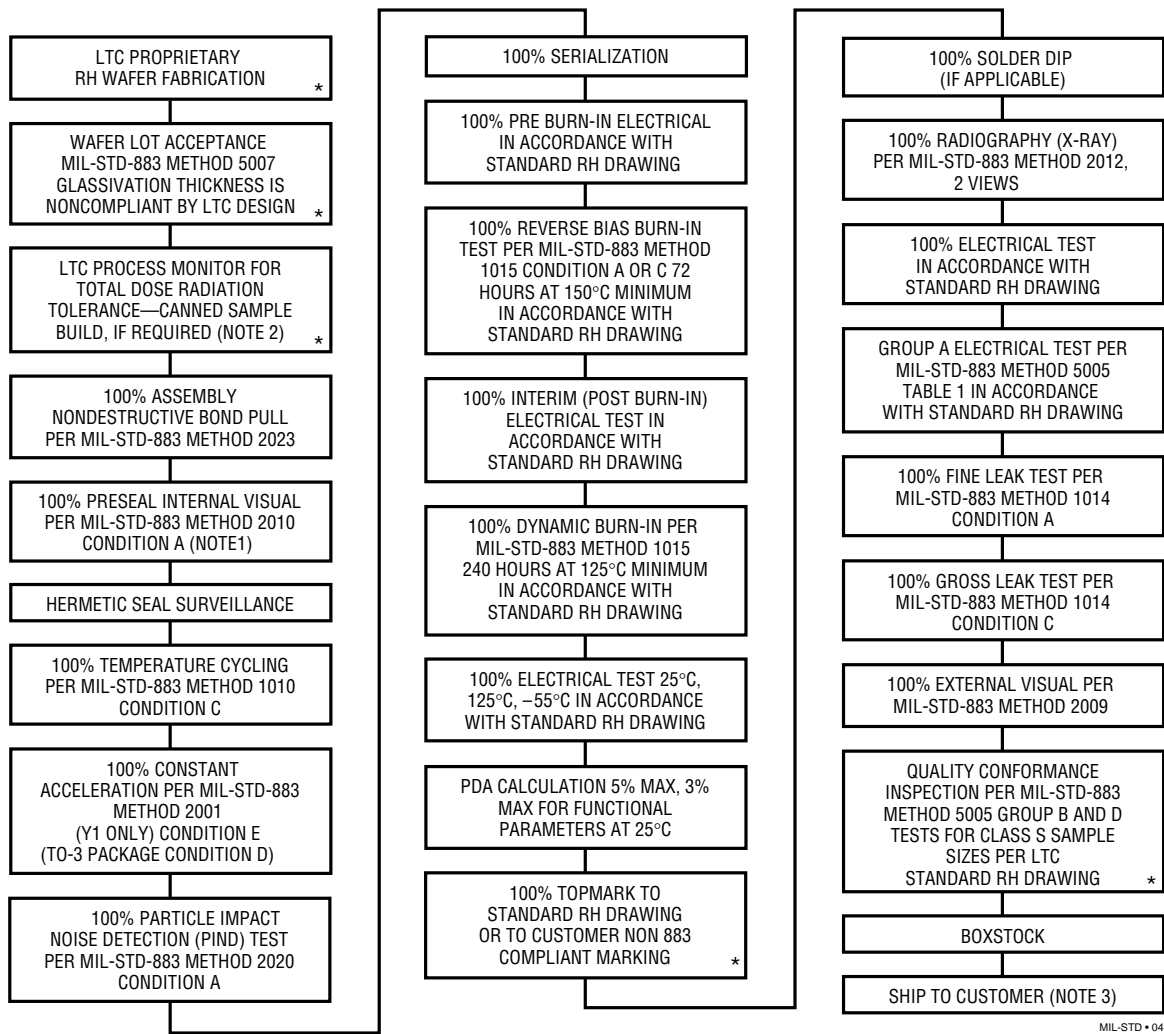 LTC PROPRIETARY
RH WAFER FABRICATION
*
WAFER LOT ACCEPTANCE
MIL-STD-883 METHOD 5007
GLASSIVATION THICKNESS IS
NONCOMPLIANT BY LTC DESIGN
*
LTC PROCESS MONITOR FOR
TOTAL DOSE RADIATION
TOLERANCE—CANNED SAMPLE
BUILD, IF REQUIRED (NOTE 2)
*
100% ASSEMBLY
NONDESTRUCTIVE BOND PULL
PER MIL-STD-883 METHOD 2023
100% PRESEAL INTERNAL VISUAL
PER MIL-STD-883 METHOD 2010
CONDITION A (NOTE1)
HERMETIC SEAL SURVEILLANCE
100% TEMPERATURE CYCLING
PER MIL-STD-883 METHOD 1010
CONDITION C
100% CONSTANT
ACCELERATION PER MIL-STD-883
METHOD 2001
(Y1 ONLY) CONDITION E
(TO-3 PACKAGE CONDITION D)
100% PARTICLE IMPACT
NOISE DETECTION (PIND) TEST
PER MIL-STD-883 METHOD 2020
CONDITION A
100% SERIALIZATION
100% PRE BURN-IN ELECTRICAL
IN ACCORDANCE WITH
STANDARD RH DRAWING
100% REVERSE BIAS BURN-IN
TEST PER MIL-STD-883 METHOD
1015 CONDITION A OR C 72
HOURS AT 150°C MINIMUM
IN ACCORDANCE WITH
STANDARD RH DRAWING
100% INTERIM (POST BURN-IN)
ELECTRICAL TEST IN
ACCORDANCE WITH
STANDARD RH DRAWING
100% DYNAMIC BURN-IN PER
MIL-STD-883 METHOD 1015
240 HOURS AT 125°C MINIMUM
IN ACCORDANCE WITH
STANDARD RH DRAWING
100% ELECTRICAL TEST 25°C,
125°C, –55°C IN ACCORDANCE
WITH STANDARD RH DRAWING
PDA CALCULATION 5% MAX, 3%
MAX FOR FUNCTIONAL
PARAMETERS AT 25°C
100% TOPMARK TO
STANDARD RH DRAWING
OR TO CUSTOMER NON 883
COMPLIANT MARKING
*
100% SOLDER DIP
(IF APPLICABLE)
100% RADIOGRAPHY (X-RAY)
PER MIL-STD-883 METHOD 2012,
2 VIEWS
100% ELECTRICAL TEST
IN ACCORDANCE WITH
STANDARD RH DRAWING
GROUP A ELECTRICAL TEST PER
MIL-STD-883 METHOD 5005
TABLE 1 IN ACCORDANCE
WITH STANDARD RH DRAWING
100% FINE LEAK TEST PER
MIL-STD-883 METHOD 1014
CONDITION A
100% GROSS LEAK TEST PER
MIL-STD-883 METHOD 1014
CONDITION C
100% EXTERNAL VISUAL PER
MIL-STD-883 METHOD 2009
QUALITY CONFORMANCE
INSPECTION PER MIL-STD-883
METHOD 5005 GROUP B AND D
TESTS FOR CLASS S SAMPLE
SIZES PER LTC
STANDARD RH DRAWING
*
BOXSTOCK
SHIP TO CUSTOMER (NOTE 3)
MIL-STD • 04